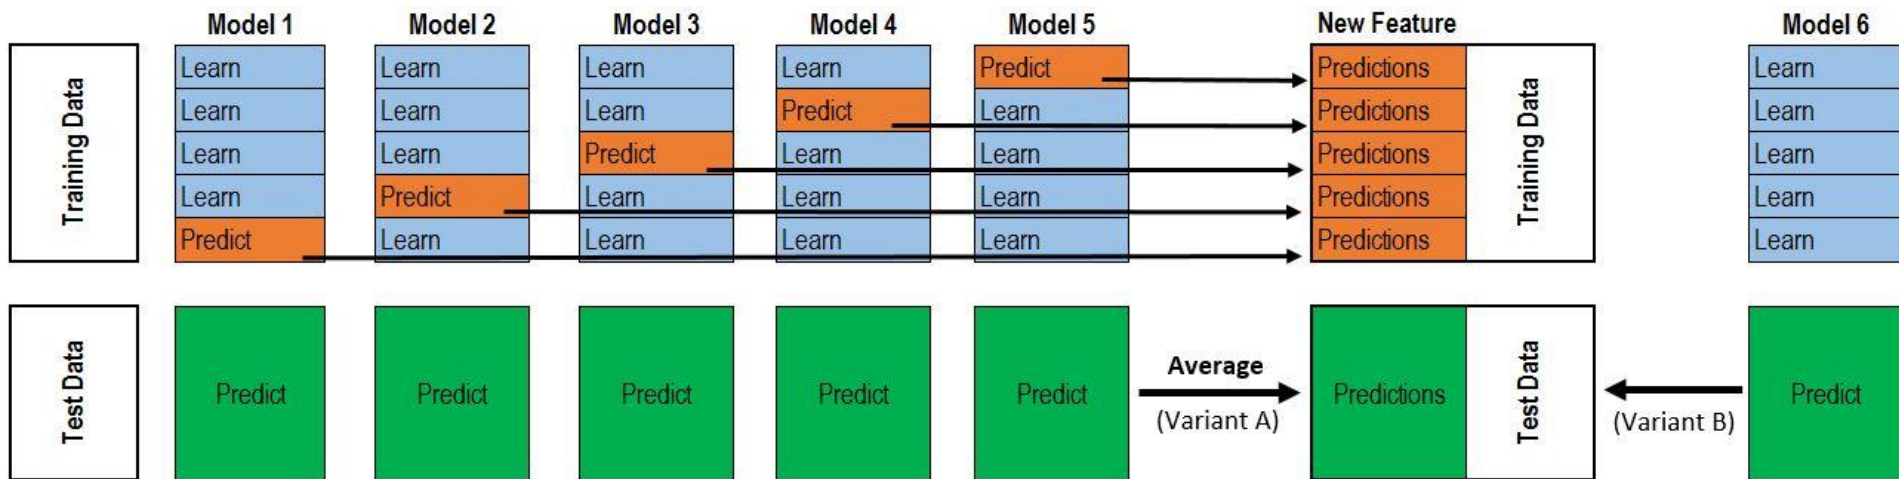 Model 1
Model 2
Model 3
Model 4
Model 5
New Feature
Model 6
Training Data
Learn
Learn
Learn
Learn
Predict
Learn
Learn
Learn
Predict
Learn
Learn
Learn
Predict
Learn
Learn
Learn
Predict
Learn
Learn
Learn
Predict
Learn
Learn
Learn
Learn
Predictions
Predictions
Predictions
Predictions
Predictions
Training Data
Learn
Learn
Learn
Learn
Learn
Test Data
Predict
Predict
Predict
Predict
Predict
Average
(Variant A)
Predictions
Test Data
(Variant B)
Predict